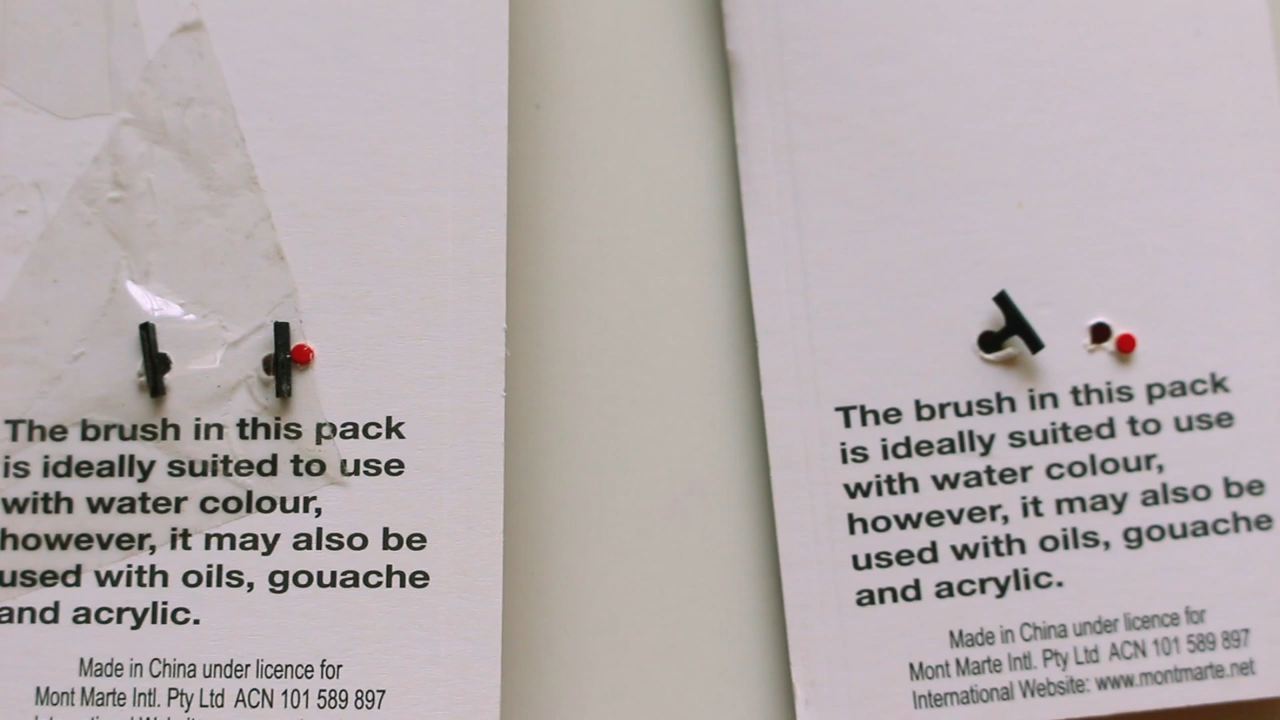 The brush in this pack
is ideally suited to use
with water colour,
however, it may also be
used with oils, gouache
and acrylic.
Made in China under licence for
Mont Marte Intl. Pty Ltd ACN 101 589 897
The brush in this pack
is ideally suited to use
with water colour,
however, it may also be
used with oils, gouache
and acrylic.
Made in China under licence for
Mont Marte Intl. Pty Ltd ACN 101 589 897
International Website: www.montmarte.net